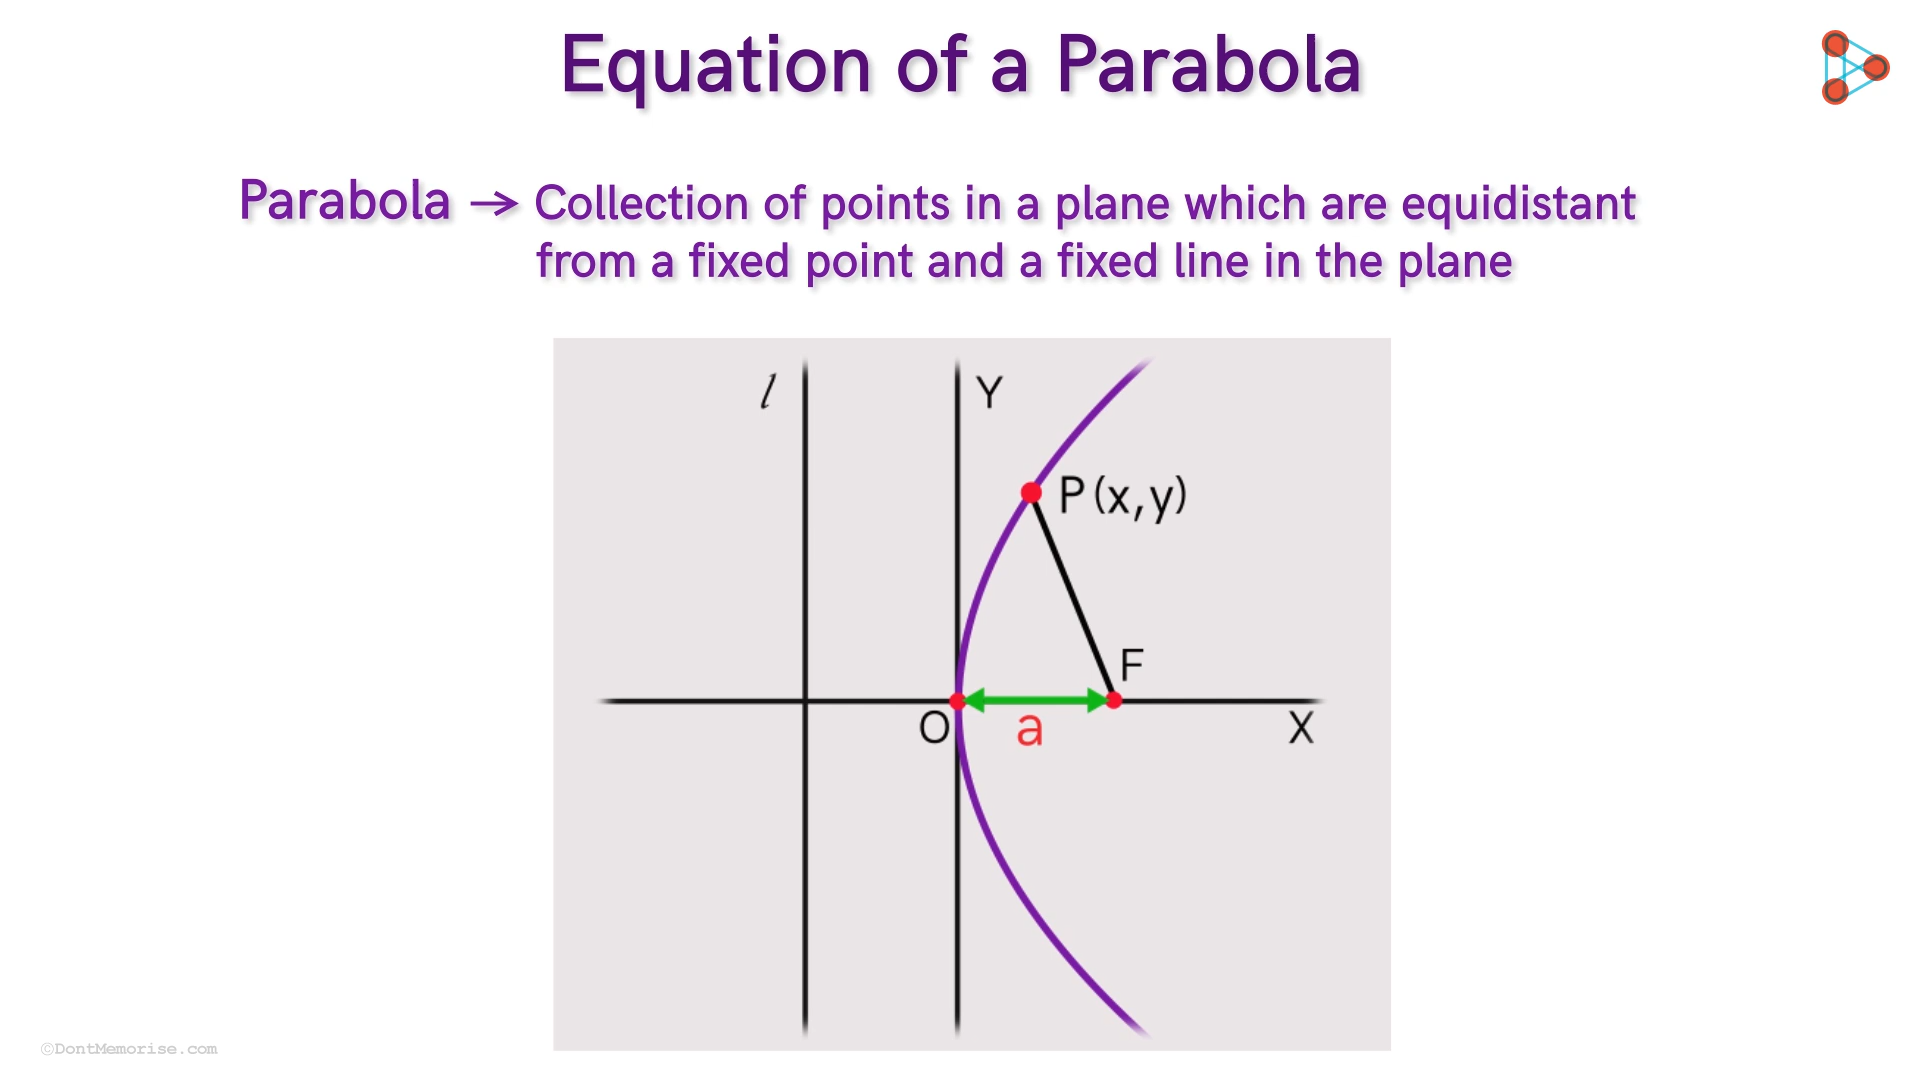 Equation of a Parabola
Parabola → Collection of points in a plane which are equidistant
from a fixed point and a fixed line in the plane
l
Y
P(x,y)
F
O
a
X
©DontMemorise.com